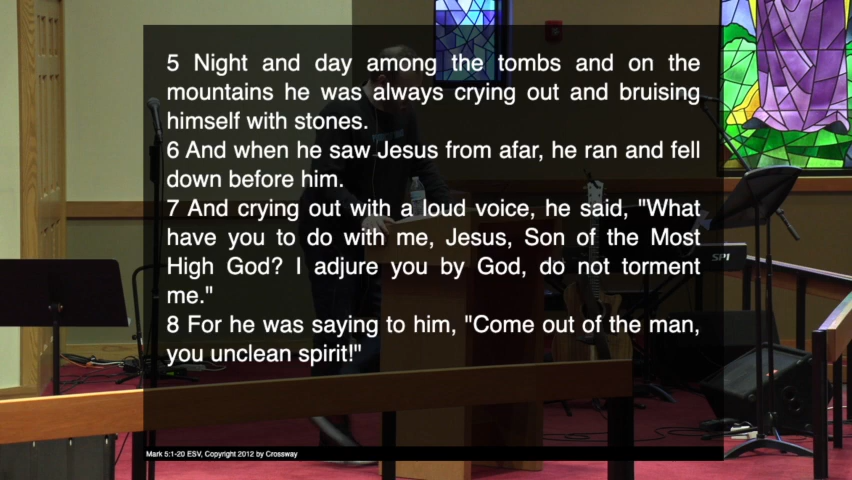 5 Night and day among the tombs and on the
mountains he was always crying out and bruising
himself with stones.
6 And when he saw Jesus from afar, he ran and fell
down before him.
7 And crying out with a loud voice, he said, "What
have you to do with me, Jesus, Son of the Most
High God? I adjure you by God, do not torment
me."
8 For he was saying to him, "Come out of the man,
you unclean spirit!"
SPI
Mark 5:1-20 ESV, Copyright 2012 by Crossway